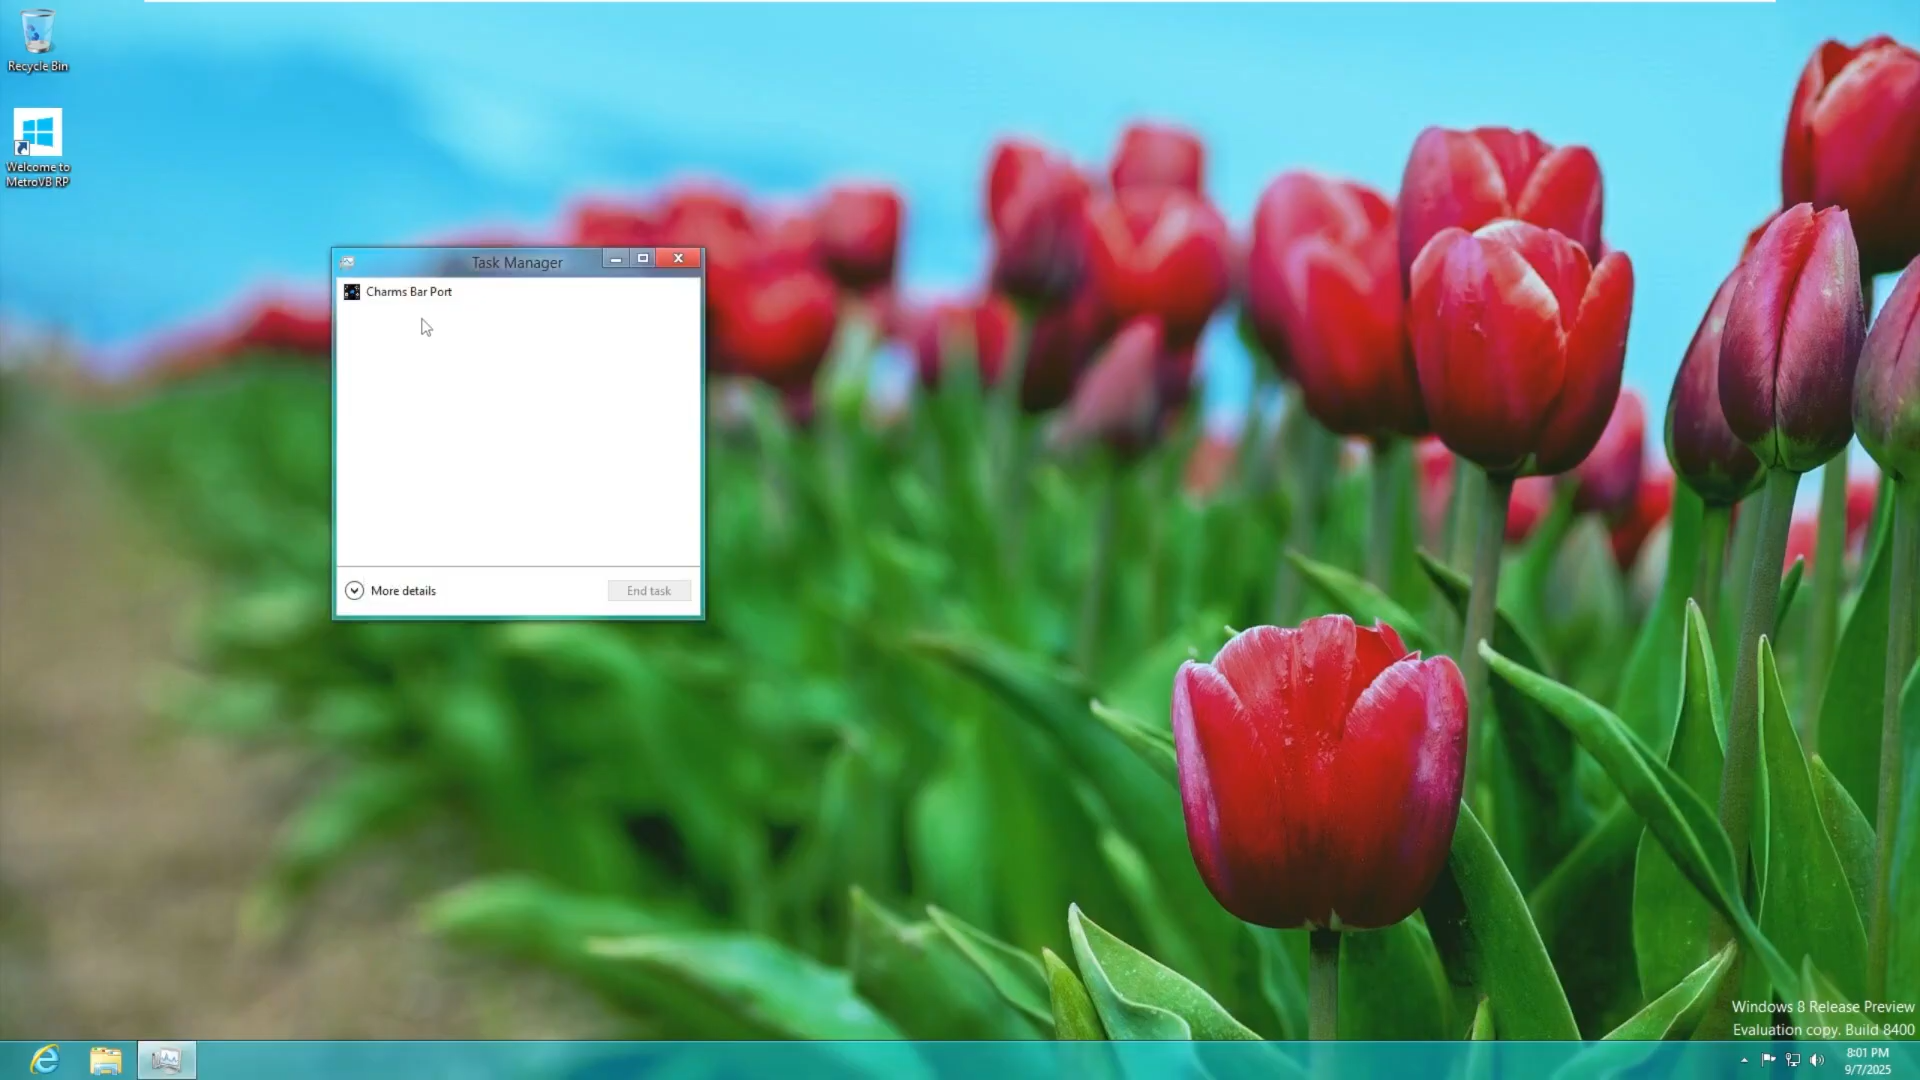 Recycle Bin
Welcome to
MetroVB RP
Task Manager
Charms Bar Port
More details
End task
Windows 8 Release Preview
Evaluation copy. Build 8400
8:01 PM
9/7/2025